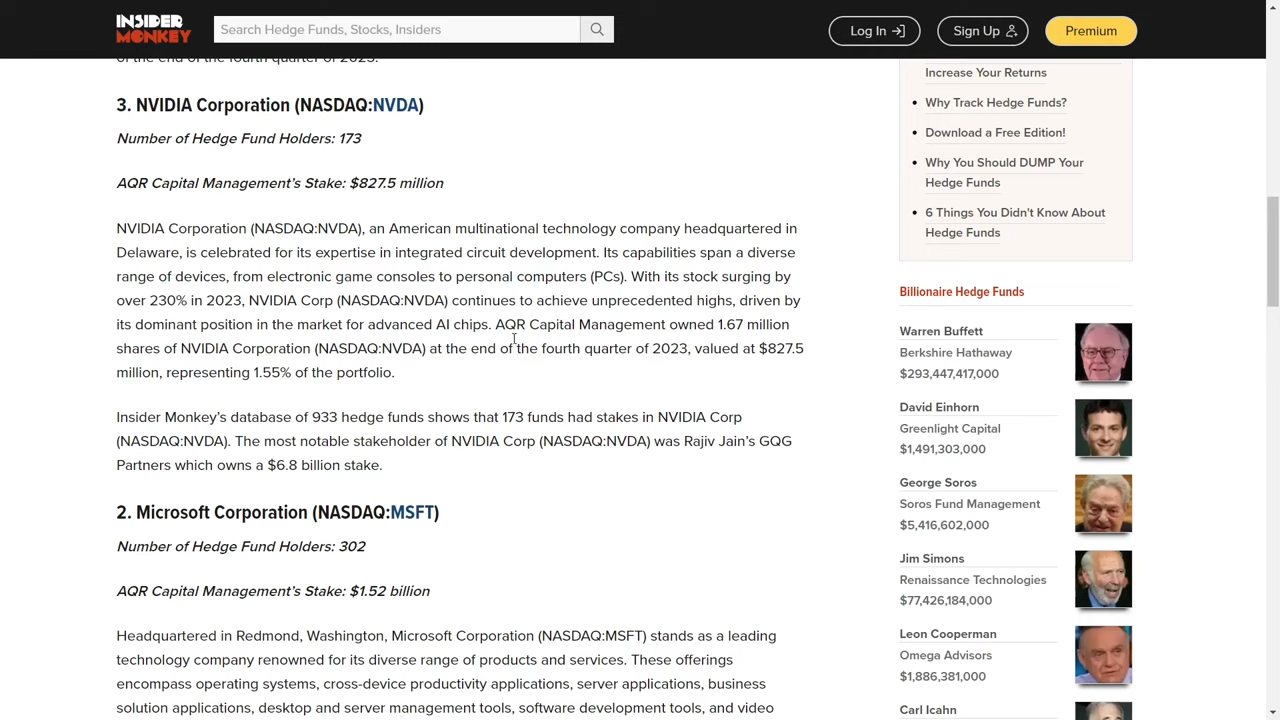 INSIDER
MONKEY
Search Hedge Funds, Stocks, Insiders
Log In
Sign Up
Premium
of the end of the fourth quarter of 2023.
3. NVIDIA Corporation (NASDAQ:NVDA)
Number of Hedge Fund Holders: 173
AQR Capital Management’s Stake: $827.5 million
NVIDIA Corporation (NASDAQ:NVDA), an American multinational technology company headquartered in
Delaware, is celebrated for its expertise in integrated circuit development. Its capabilities span a diverse
range of devices, from electronic game consoles to personal computers (PCs). With its stock surging by
over 230% in 2023, NVIDIA Corp (NASDAQ:NVDA) continues to achieve unprecedented highs, driven by
its dominant position in the market for advanced AI chips. AQR Capital Management owned 1.67 million
shares of NVIDIA Corporation (NASDAQ:NVDA) at the end of the fourth quarter of 2023, valued at $827.5
million, representing 1.55% of the portfolio.
Insider Monkey’s database of 933 hedge funds shows that 173 funds had stakes in NVIDIA Corp
(NASDAQ:NVDA). The most notable stakeholder of NVIDIA Corp (NASDAQ:NVDA) was Rajiv Jain’s GQG
Partners which owns a $6.8 billion stake.
2. Microsoft Corporation (NASDAQ:MSFT)
Number of Hedge Fund Holders: 302
AQR Capital Management’s Stake: $1.52 billion
Headquartered in Redmond, Washington, Microsoft Corporation (NASDAQ:MSFT) stands as a leading
technology company renowned for its diverse range of products and services. These offerings
encompass operating systems, cross-device productivity applications, server applications, business
solution applications, desktop and server management tools, software development tools, and video
Increase Your Returns
Why Track Hedge Funds?
Download a Free Edition!
Why You Should DUMP Your
Hedge Funds
6 Things You Didn't Know About
Hedge Funds
Billionaire Hedge Funds
Warren Buffett
Berkshire Hathaway
$293,447,417,000
David Einhorn
Greenlight Capital
$1,491,303,000
George Soros
Soros Fund Management
$5,416,602,000
Jim Simons
Renaissance Technologies
$77,426,184,000
Leon Cooperman
Omega Advisors
$1,886,381,000
Carl Icahn